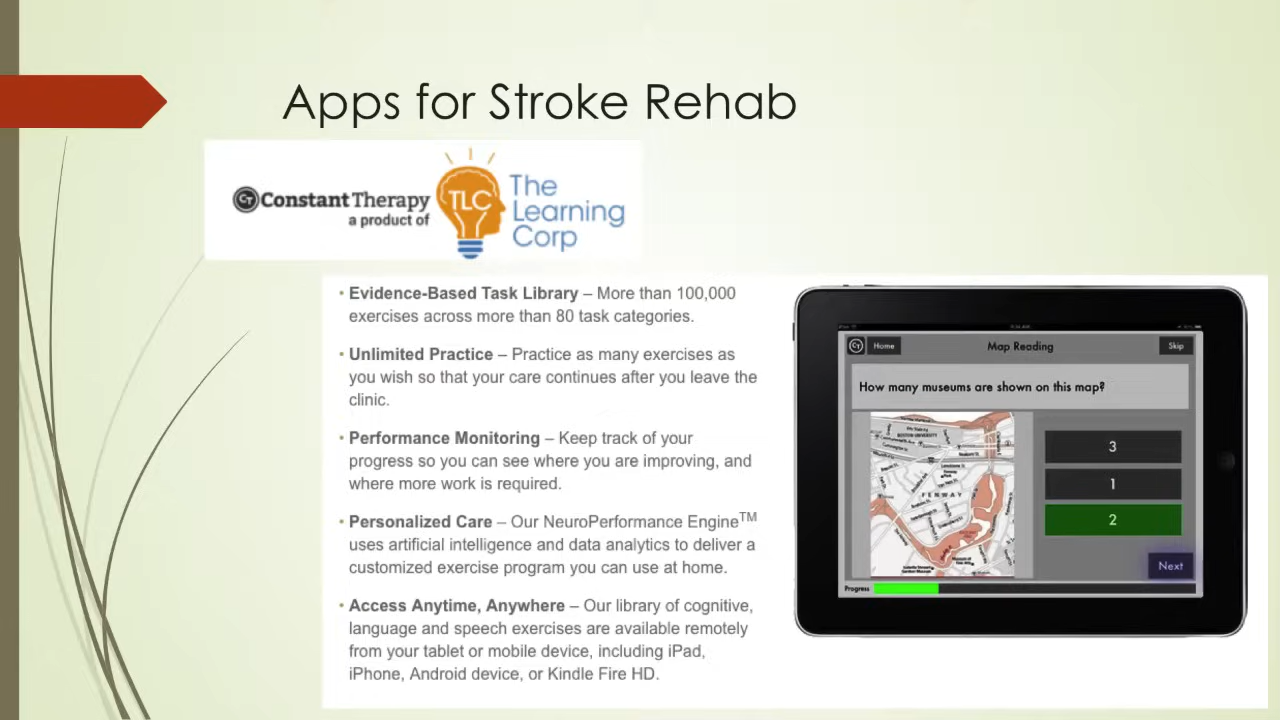 Apps for Stroke Rehab
CT Constant Therapy
a product of
TLC
The
Learning
Corp
• Evidence-Based Task Library – More than 100,000
exercises across more than 80 task categories.
• Unlimited Practice – Practice as many exercises as
you wish so that your care continues after you leave the
clinic.
• Performance Monitoring – Keep track of your
progress so you can see where you are improving, and
where more work is required.
• Personalized Care – Our NeuroPerformance Engine™
uses artificial intelligence and data analytics to deliver a
customized exercise program you can use at home.
• Access Anytime, Anywhere – Our library of cognitive,
language and speech exercises are available remotely
from your tablet or mobile device, including iPad,
iPhone, Android device, or Kindle Fire HD.
CT Home
Map Reading
Skip
How many museums are shown on this map?
BOSTON UNIVERSITY
FENWAY
3
1
2
Next
Progress